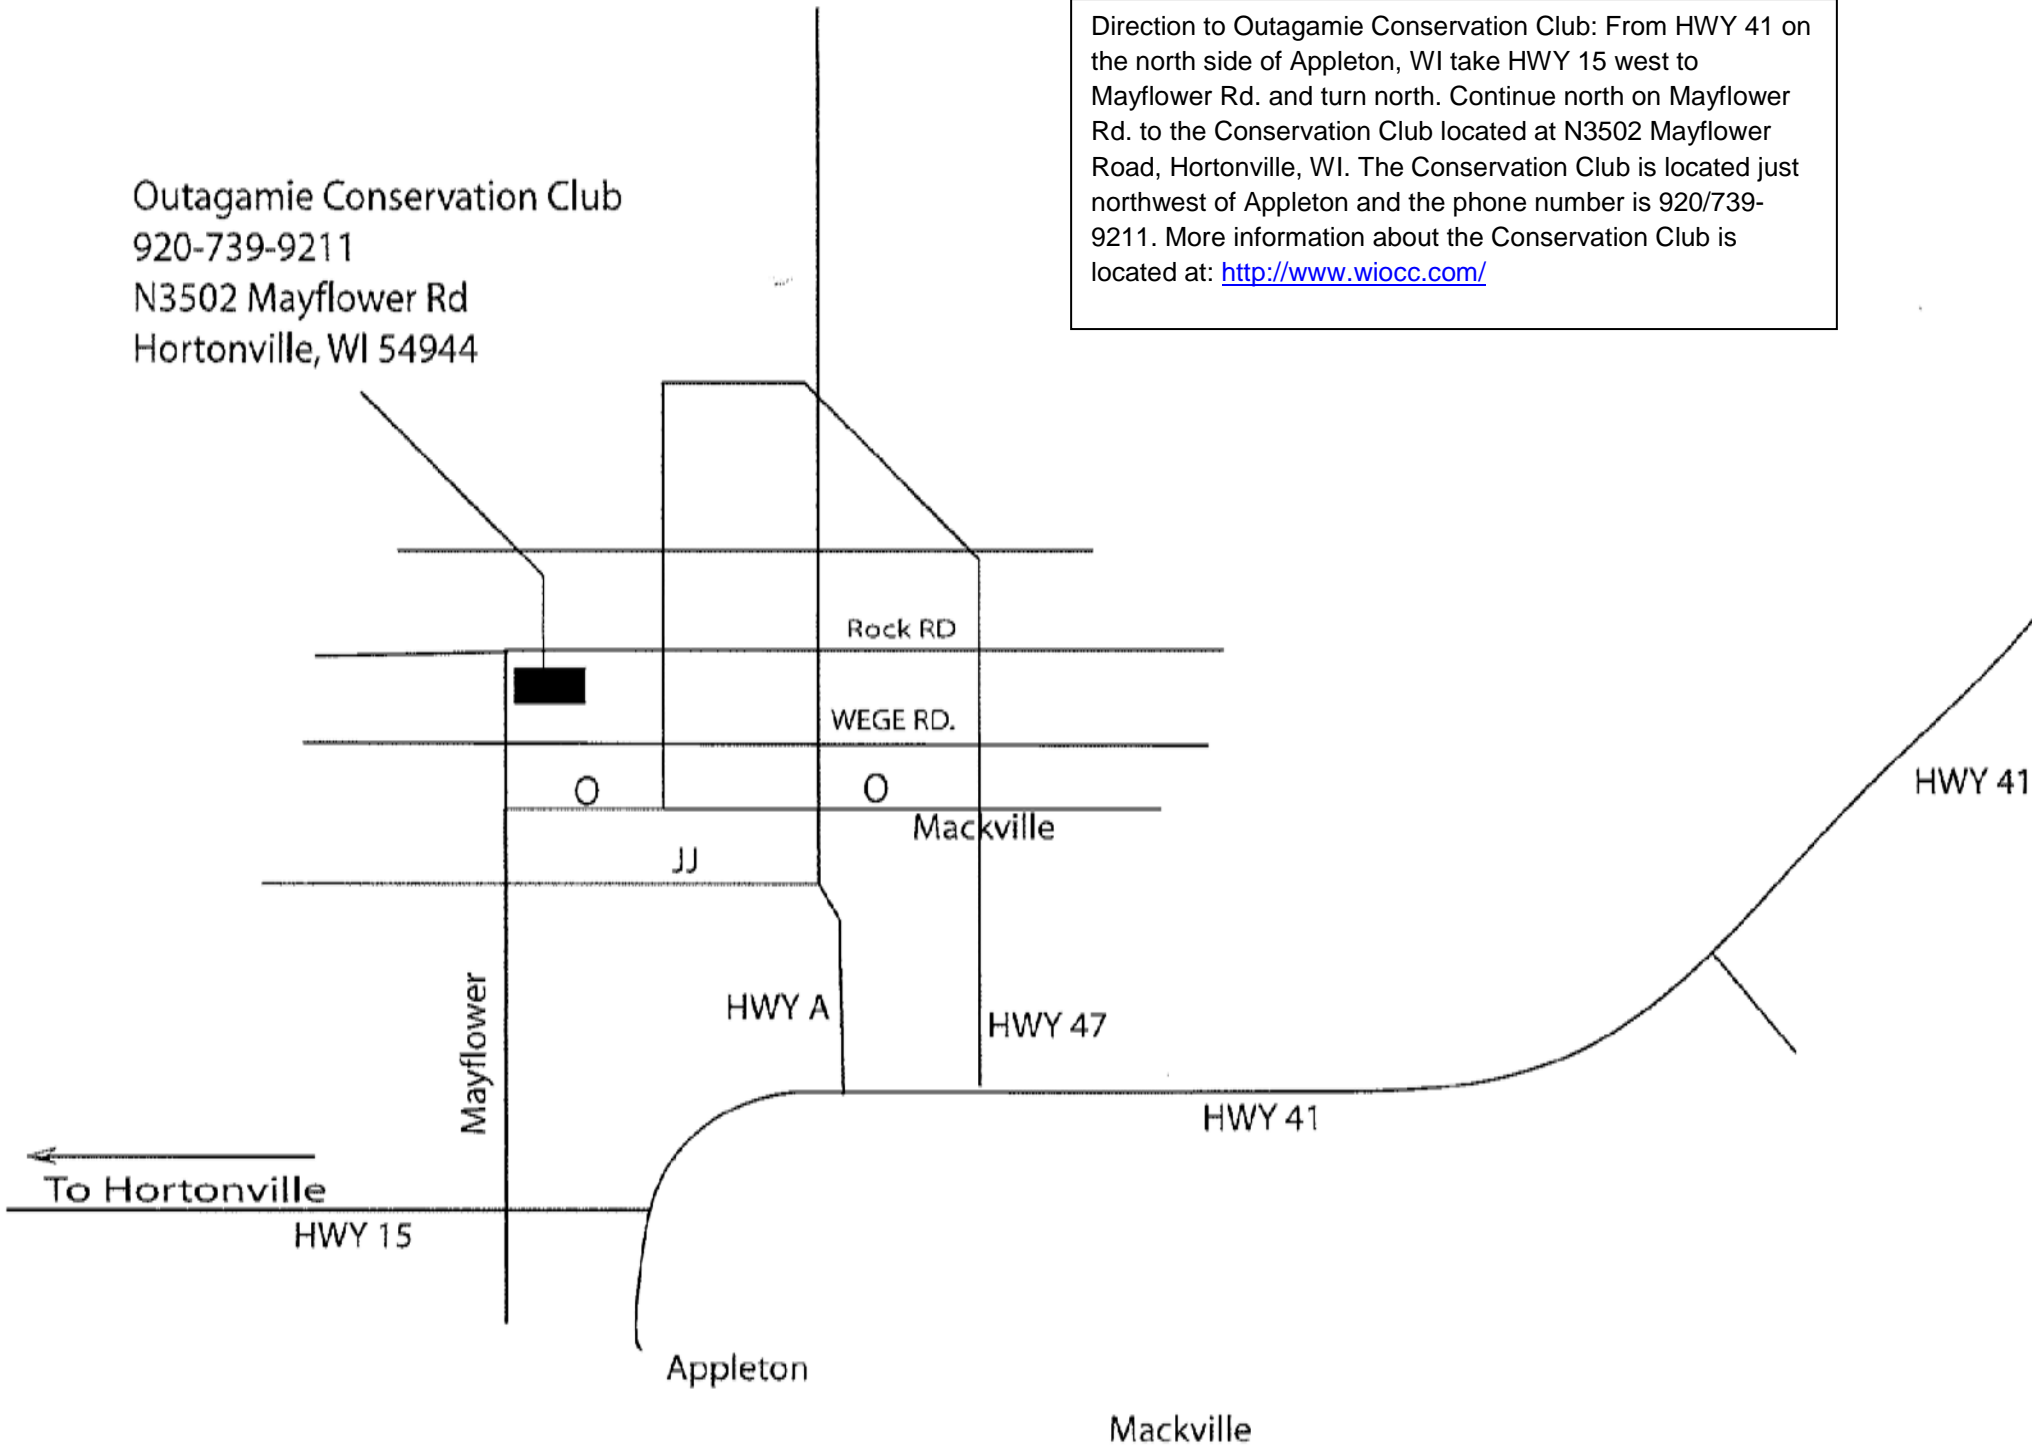 Direction to Outagamie Conservation Club: From HWY 41 on
the north side of Appleton, WI take HWY 15 west to
Mayflower Rd. and turn north. Continue north on Mayflower
Rd. to the Conservation Club located at N3502 Mayflower
Road, Hortonville, WI. The Conservation Club is located just
northwest of Appleton and the phone number is 920/739-
9211. More information about the Conservation Club is
located at: http://www.wiocc.com/
Outagamie Conservation Club
920-739-9211
N3502 Mayflower Rd
Hortonville, WI 54944
Rock RD
WEGE RD.
O
O
Mackville
JJ
HWY 41
HWY A
HWY 47
Mayflower
HWY 41
To Hortonville
HWY 15
Appleton
Mackville